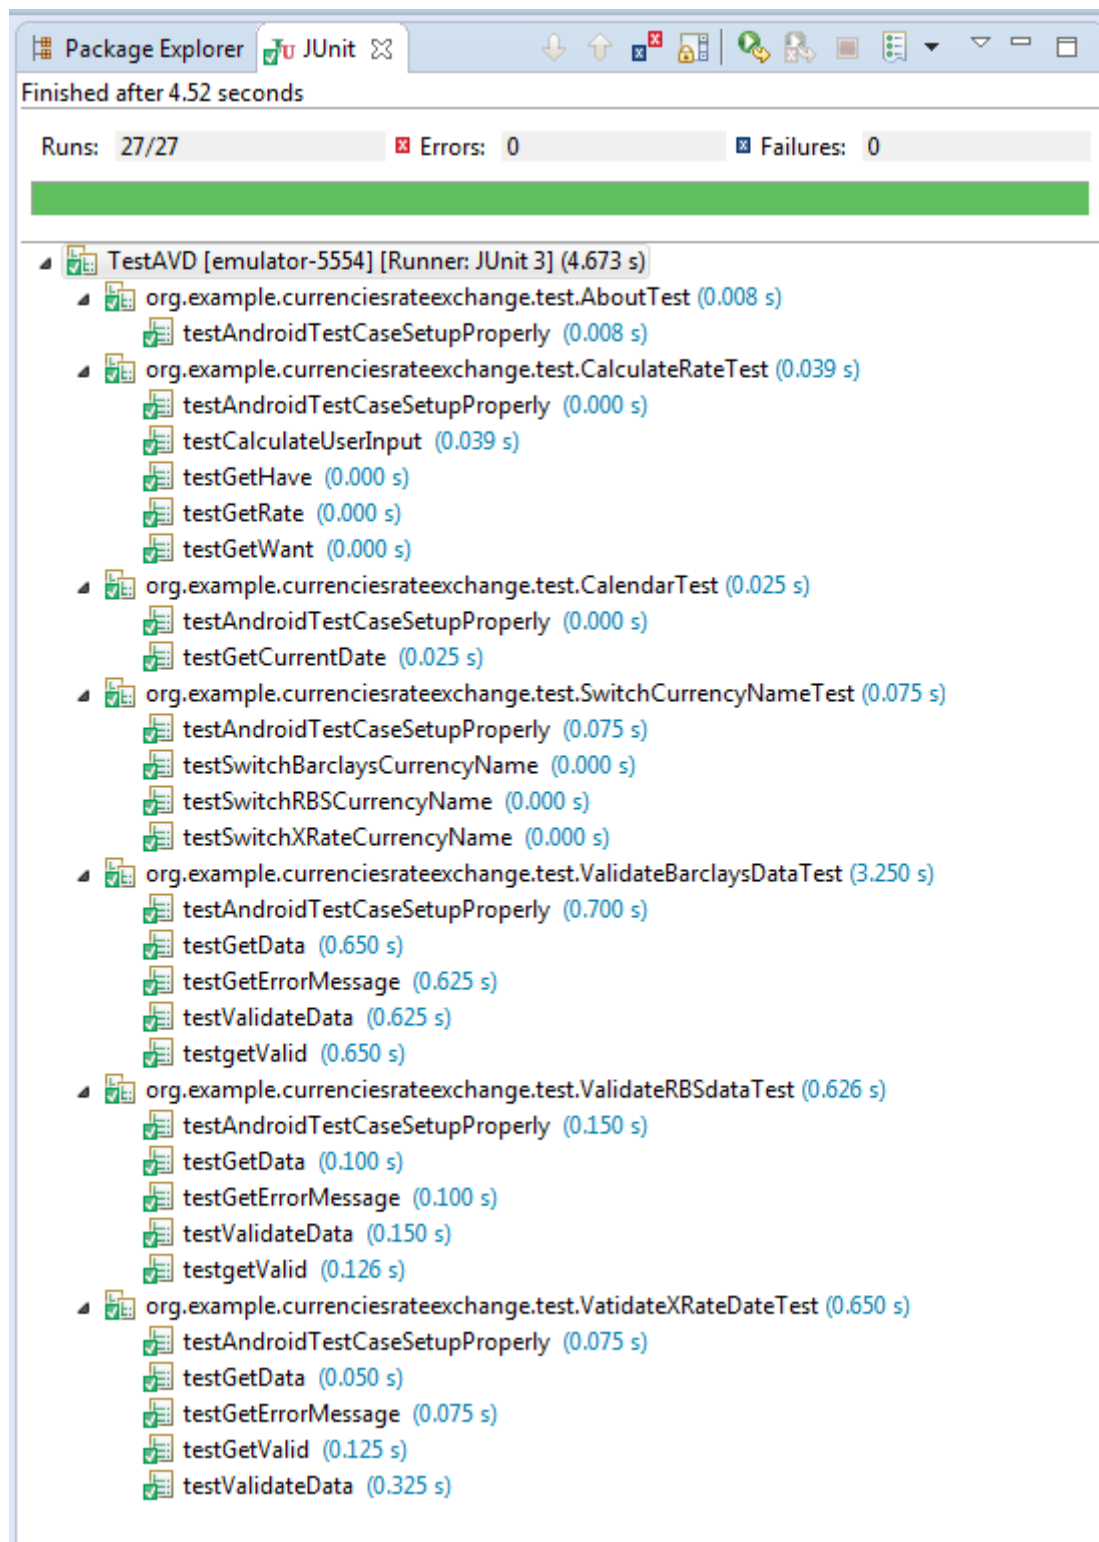 Package Explorer JUnit
Finished after 4.52 seconds
Runs: 27/27 Errors: 0 Failures: 0
TestAVD [emulator-5554] [Runner: JUnit 3] (4.673 s)
org.example.currenciesrateexchange.test.AboutTest (0.008 s)
testAndroidTestCaseSetupProperly (0.008 s)
org.example.currenciesrateexchange.test.CalculateRateTest (0.039 s)
testAndroidTestCaseSetupProperly (0.000 s)
testCalculateUserInput (0.039 s)
testGetHave (0.000 s)
testGetRate (0.000 s)
testGetWant (0.000 s)
org.example.currenciesrateexchange.test.CalendarTest (0.025 s)
testAndroidTestCaseSetupProperly (0.000 s)
testGetCurrentDate (0.025 s)
org.example.currenciesrateexchange.test.SwitchCurrencyNameTest (0.075 s)
testAndroidTestCaseSetupProperly (0.075 s)
testSwitchBarclaysCurrencyName (0.000 s)
testSwitchRBSCurrencyName (0.000 s)
testSwitchXRateCurrencyName (0.000 s)
org.example.currenciesrateexchange.test.ValidateBarclaysDataTest (3.250 s)
testAndroidTestCaseSetupProperly (0.700 s)
testGetData (0.650 s)
testGetErrorMessage (0.625 s)
testValidateData (0.625 s)
testgetValid (0.650 s)
org.example.currenciesrateexchange.test.ValidateRBSdataTest (0.626 s)
testAndroidTestCaseSetupProperly (0.150 s)
testGetData (0.100 s)
testGetErrorMessage (0.100 s)
testValidateData (0.150 s)
testgetValid (0.126 s)
org.example.currenciesrateexchange.test.VatidateXRateDateTest (0.650 s)
testAndroidTestCaseSetupProperly (0.075 s)
testGetData (0.050 s)
testGetErrorMessage (0.075 s)
testGetValid (0.125 s)
testValidateData (0.325 s)